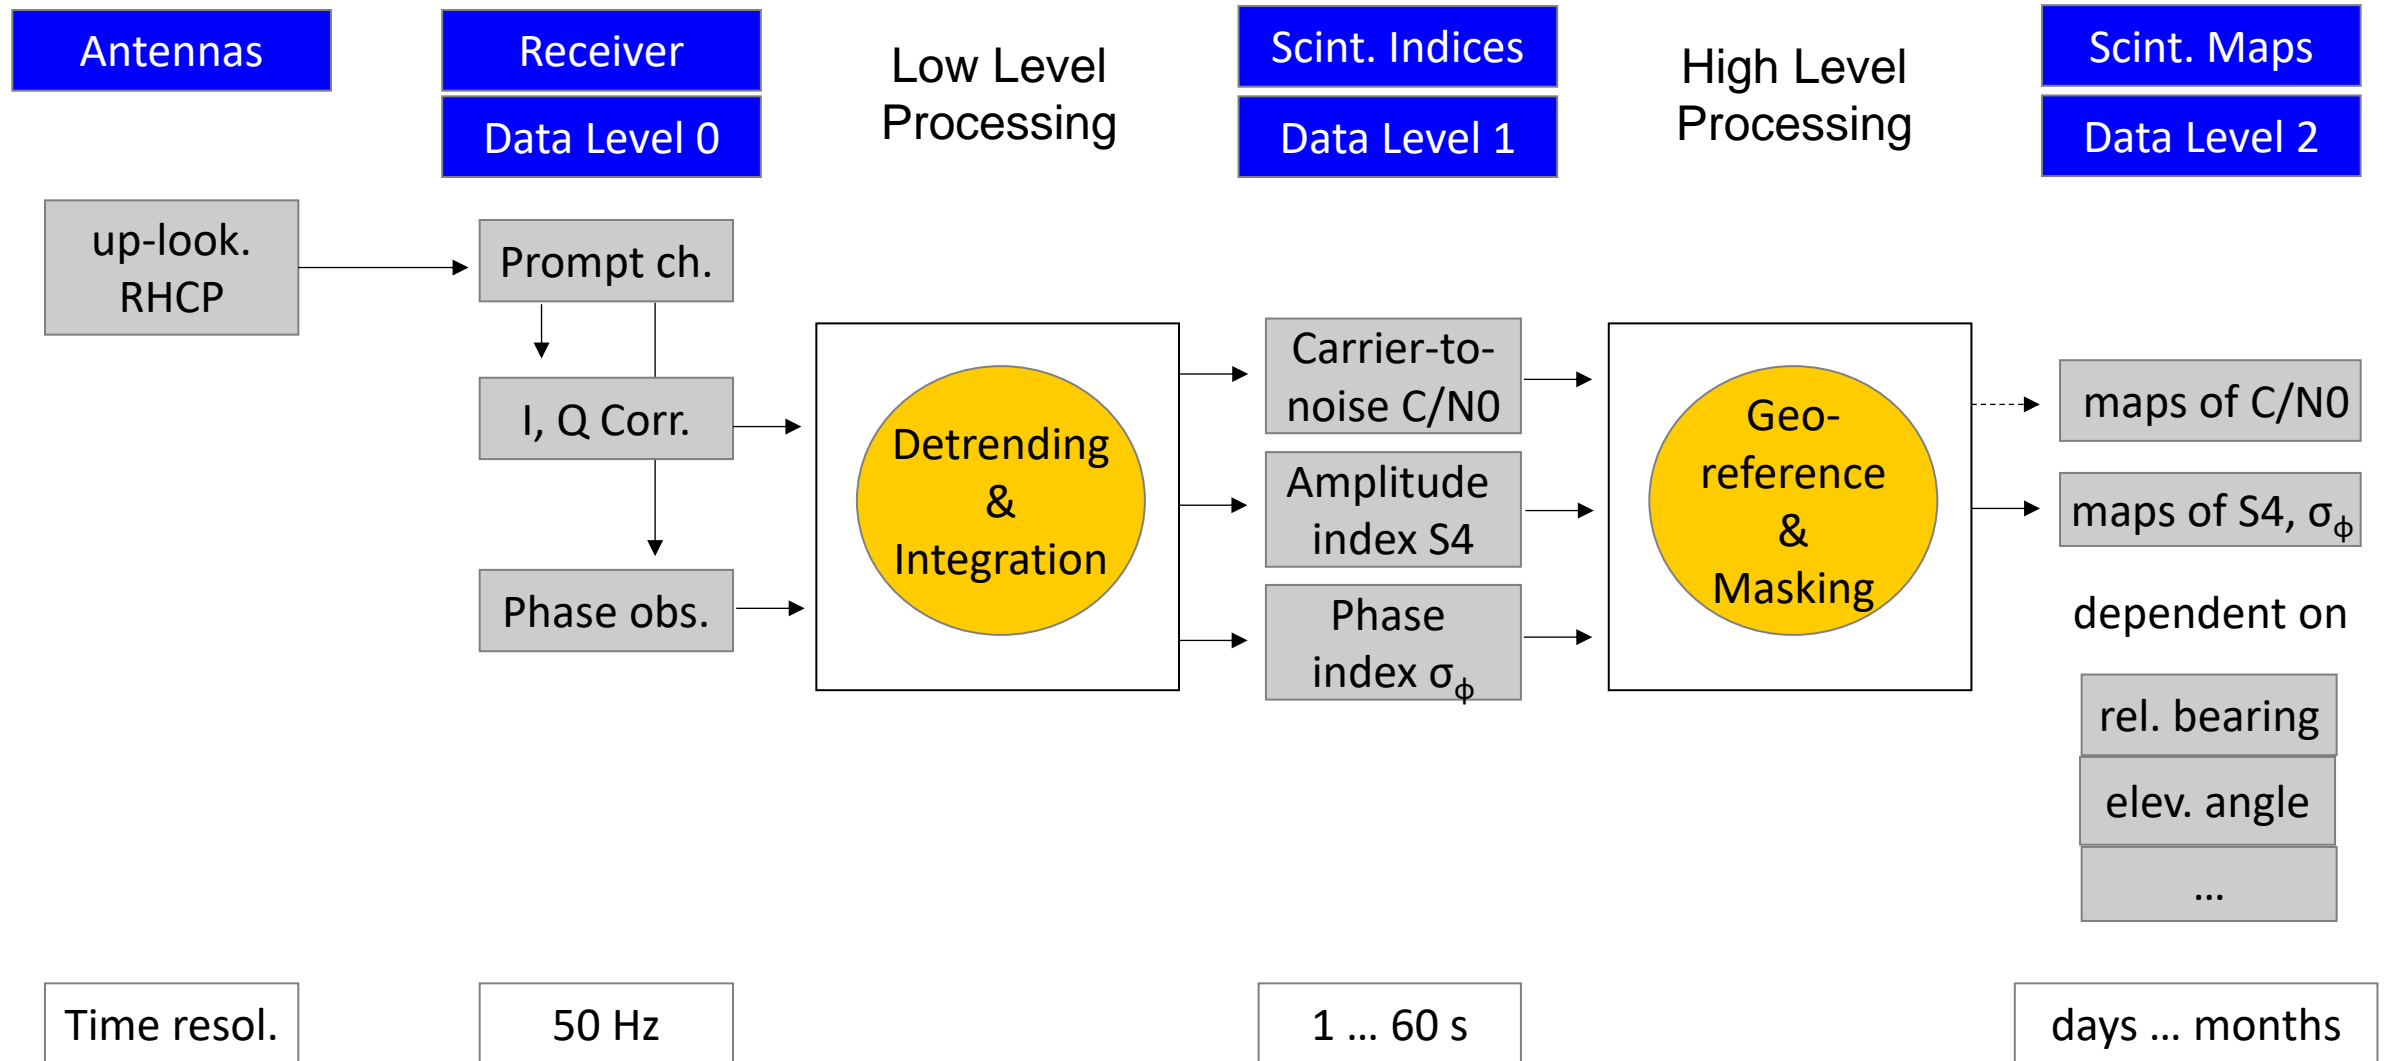 Antennas
Receiver
Data Level 0
Low Level
Processing
Scint. Indices
Data Level 1
High Level
Processing
Scint. Maps
Data Level 2
up-look.
RHCP
Prompt ch.
I, Q Corr.
Phase obs.
Detrending
&
Integration
Carrier-to-
noise C/N0
Amplitude
index S4
Phase
index σϕ
Geo-
reference
&
Masking
maps of C/N0
maps of S4, σϕ
dependent on
rel. bearing
elev. angle
...
Time resol.
50 Hz
1 ... 60 s
days ... months